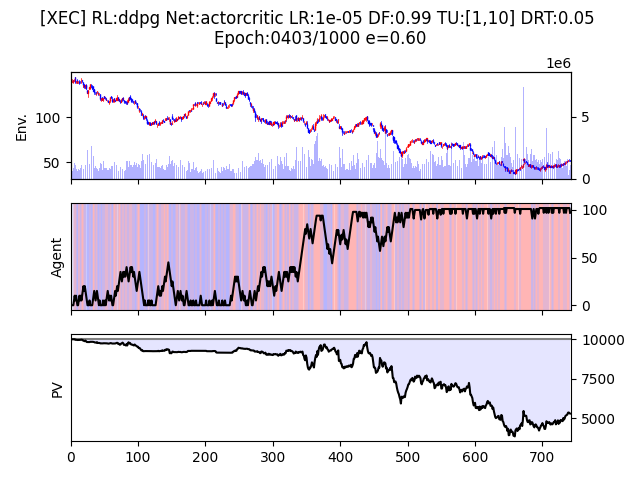 [XEC] RL:ddpg Net:actorcritic LR:1e-05 DF:0.99 TU:[1,10] DRT:0.05
Epoch:0403/1000 e=0.60
1e6
Env.
100
50
5
0
Agent
100
50
0
PV
10000
7500
5000
0 100 200 300 400 500 600 700